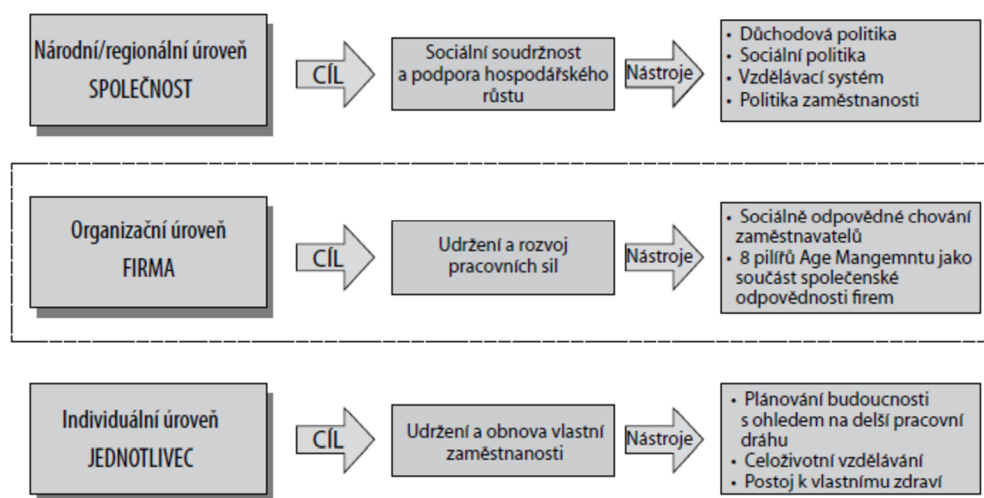 Národní/regionální úroveň
SPOLEČNOST
CÍL
Sociální soudržnost
a podpora hospodářského
růstu
Nástroje
• Důchodová politika
• Sociální politika
• Vzdělávací systém
• Politika zaměstnanosti
Organizační úroveň
FIRMA
CÍL
Udržení a rozvoj
pracovních sil
Nástroje
• Sociálně odpovědné chování
zaměstnavatelů
• 8 pilířů Age Mangemntu jako
součást společenské
odpovědnosti firem
Individuální úroveň
JEDNOTLIVEC
CÍL
Udržení a obnova vlastní
zaměstnanosti
Nástroje
• Plánování budoucnosti
s ohledem na delší pracovní
dráhu
• Celoživotní vzdělávání
• Postoj k vlastnímu zdraví